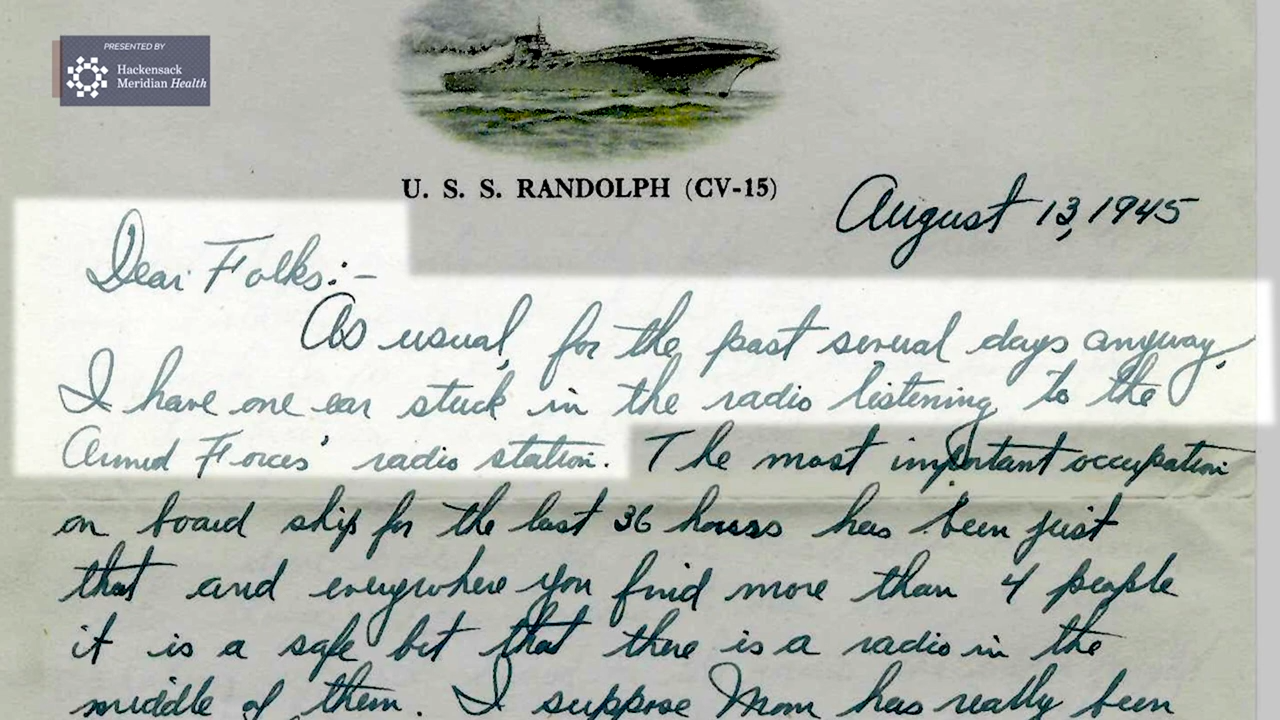 PRESENTED BY
Hackensack
Meridian Health
U. S. S. RANDOLPH (CV-15)
August 13, 1945
Dear Folks:-
As usual, for the past several days anyway,
I have one ear stuck in the radio listening to the
Armed Forces' radio station. The most important occupation
on board ship for the last 36 hours has been just
that and everywhere you find more than 4 people
it is a safe bet that there is a radio in the
middle of them. I suppose Mom has really been